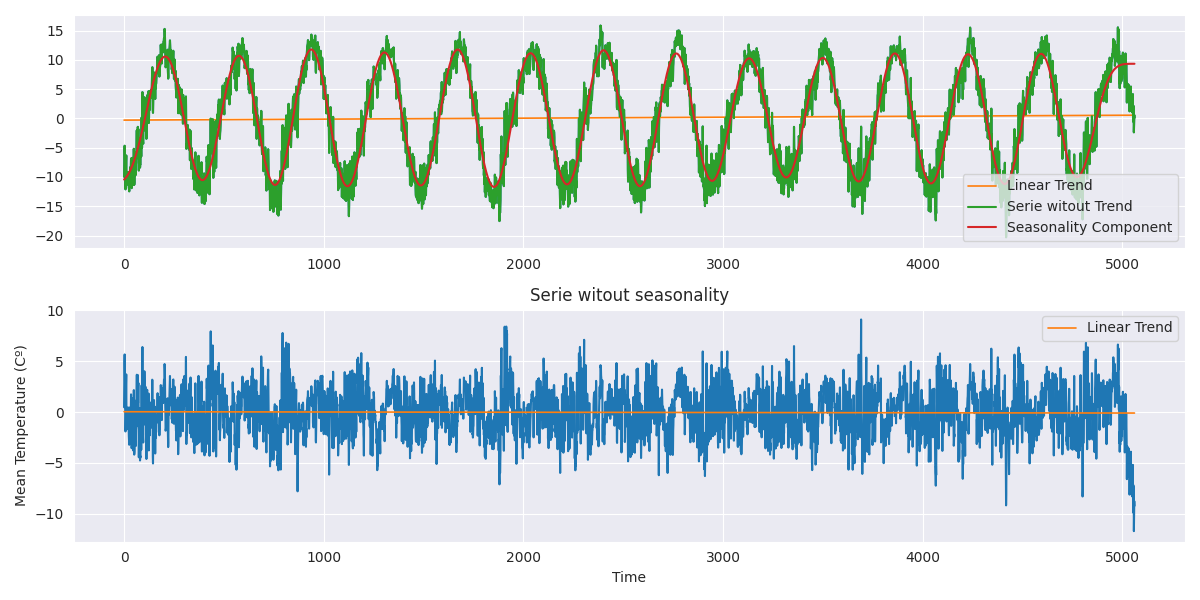 15
10
5
0
−5
−10
−15
−20
Linear Trend
Serie witout Trend
Seasonality Component
0 1000 2000 3000 4000 5000
Serie witout seasonality
10
5
0
−5
−10
Mean Temperature (Cº)
Linear Trend
0 1000 2000 3000 4000 5000
Time